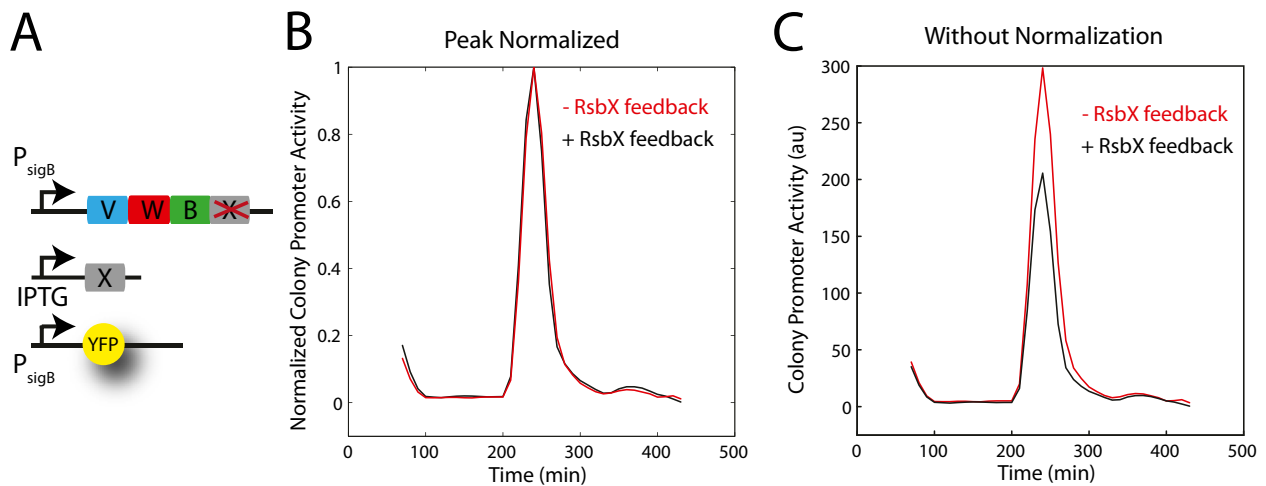 A
P sigB
V W B X
X
IPTG
YFP
P sigB
B
Peak Normalized
Normalized Colony Promoter Activity
1
0.8
0.6
0.4
0.2
0
0 100 200 300 400 500
Time (min)
- RsbX feedback
+ RsbX feedback
C
Without Normalization
Colony Promoter Activity (au)
300
250
200
150
100
50
0
0 100 200 300 400 500
Time (min)
- RsbX feedback
+ RsbX feedback